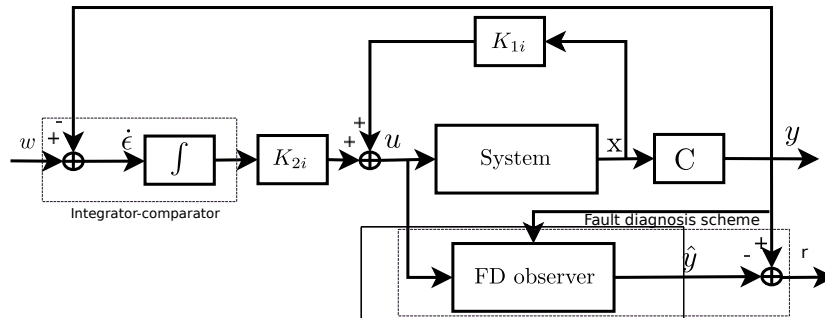 K1i
+
-
+
w
ϵ̇
∫
K2i
+
u
System
x
C
y
Integrator-comparator
Fault diagnosis scheme
FD observer
ŷ
-
+
r